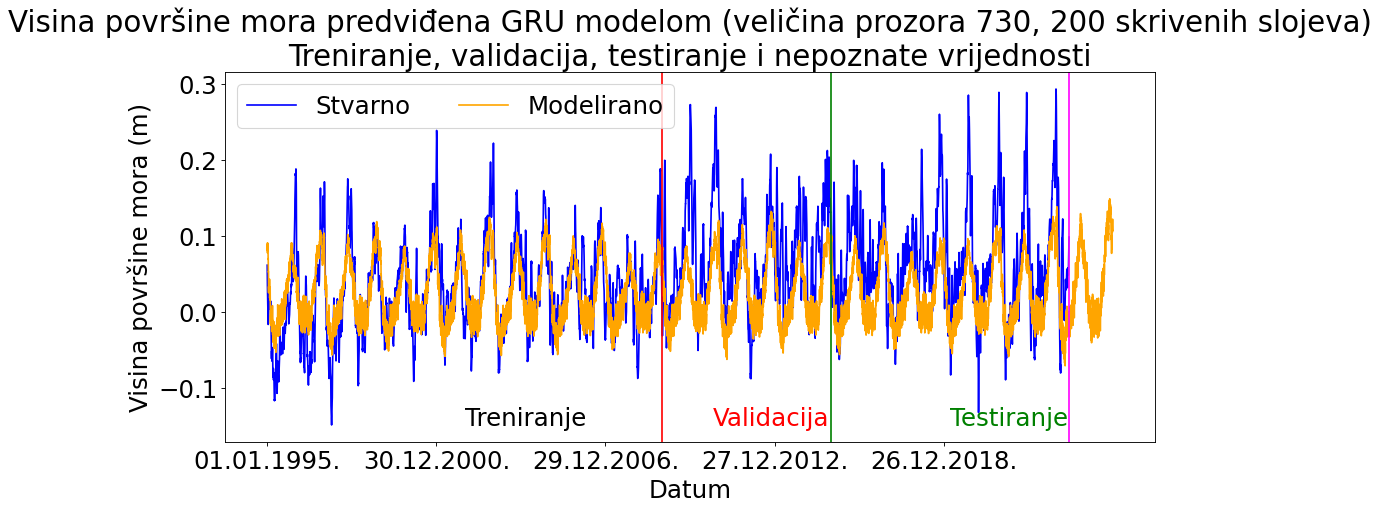 Visina površine mora predviđena GRU modelom (veličina prozora 730, 200 skrivenih slojeva)
Treniranje, validacija, testiranje i nepoznate vrijednosti
Stvarno Modelirano
Visina površine mora (m)
0.3
0.2
0.1
0.0
−0.1
Treniranje Validacija Testiranje
01.01.1995. 30.12.2000. 29.12.2006. 27.12.2012. 26.12.2018.
Datum